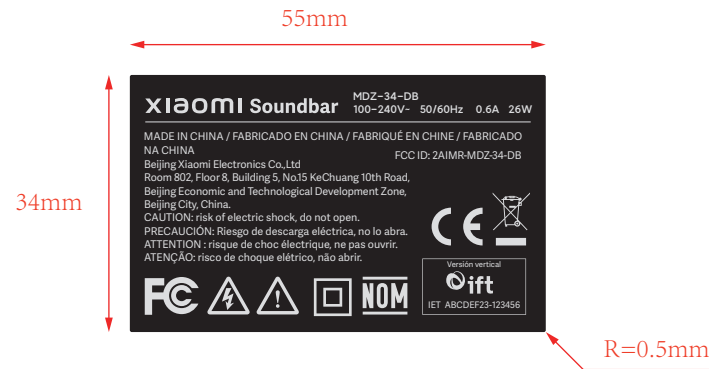 55mm
34mm
XIAOMI Soundbar
MDZ-34-DB
100-240V- 50/60Hz 0.6A 26W
MADE IN CHINA / FABRICADO EN CHINA / FABRIQUÉ EN CHINE / FABRICADO
NA CHINA
FCC ID: 2AIMR-MDZ-34-DB
Beijing Xiaomi Electronics Co.,Ltd
Room 802, Floor 8, Building 5, No.15 KeChuang 10th Road,
Beijing Economic and Technological Development Zone,
Beijing City, China.
CAUTION: risk of electric shock, do not open.
PRECAUCIÓN: Riesgo de descarga eléctrica, no lo abra.
ATTENTION : risque de choc électrique, ne pas ouvrir.
ATENÇÃO: risco de choque elétrico, não abrir.
CE
FC
NOM
Versión vertical
ift
IET ABCDEF23-123456
R=0.5mm